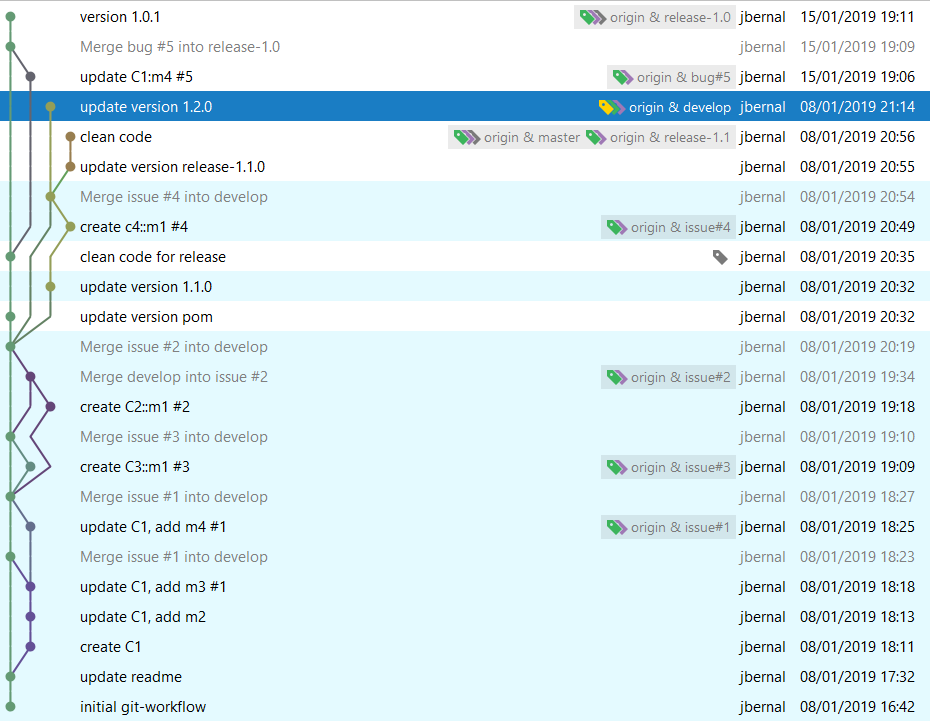 version 1.0.1 origin & release-1.0 jbernal 15/01/2019 19:11
Merge bug #5 into release-1.0 jbernal 15/01/2019 19:09
update C1:m4 #5 origin & bug#5 jbernal 15/01/2019 19:06
update version 1.2.0 origin & develop jbernal 08/01/2019 21:14
clean code origin & master origin & release-1.1 jbernal 08/01/2019 20:56
update version release-1.1.0 jbernal 08/01/2019 20:55
Merge issue #4 into develop jbernal 08/01/2019 20:54
create c4::m1 #4 origin & issue#4 jbernal 08/01/2019 20:49
clean code for release jbernal 08/01/2019 20:35
update version 1.1.0 jbernal 08/01/2019 20:32
update version pom jbernal 08/01/2019 20:32
Merge issue #2 into develop jbernal 08/01/2019 20:19
Merge develop into issue #2 origin & issue#2 jbernal 08/01/2019 19:34
create C2::m1 #2 jbernal 08/01/2019 19:18
Merge issue #3 into develop jbernal 08/01/2019 19:10
create C3::m1 #3 origin & issue#3 jbernal 08/01/2019 19:09
Merge issue #1 into develop jbernal 08/01/2019 18:27
update C1, add m4 #1 origin & issue#1 jbernal 08/01/2019 18:25
Merge issue #1 into develop jbernal 08/01/2019 18:23
update C1, add m3 #1 jbernal 08/01/2019 18:18
update C1, add m2 jbernal 08/01/2019 18:13
create C1 jbernal 08/01/2019 18:11
update readme jbernal 08/01/2019 17:32
initial git-workflow jbernal 08/01/2019 16:42